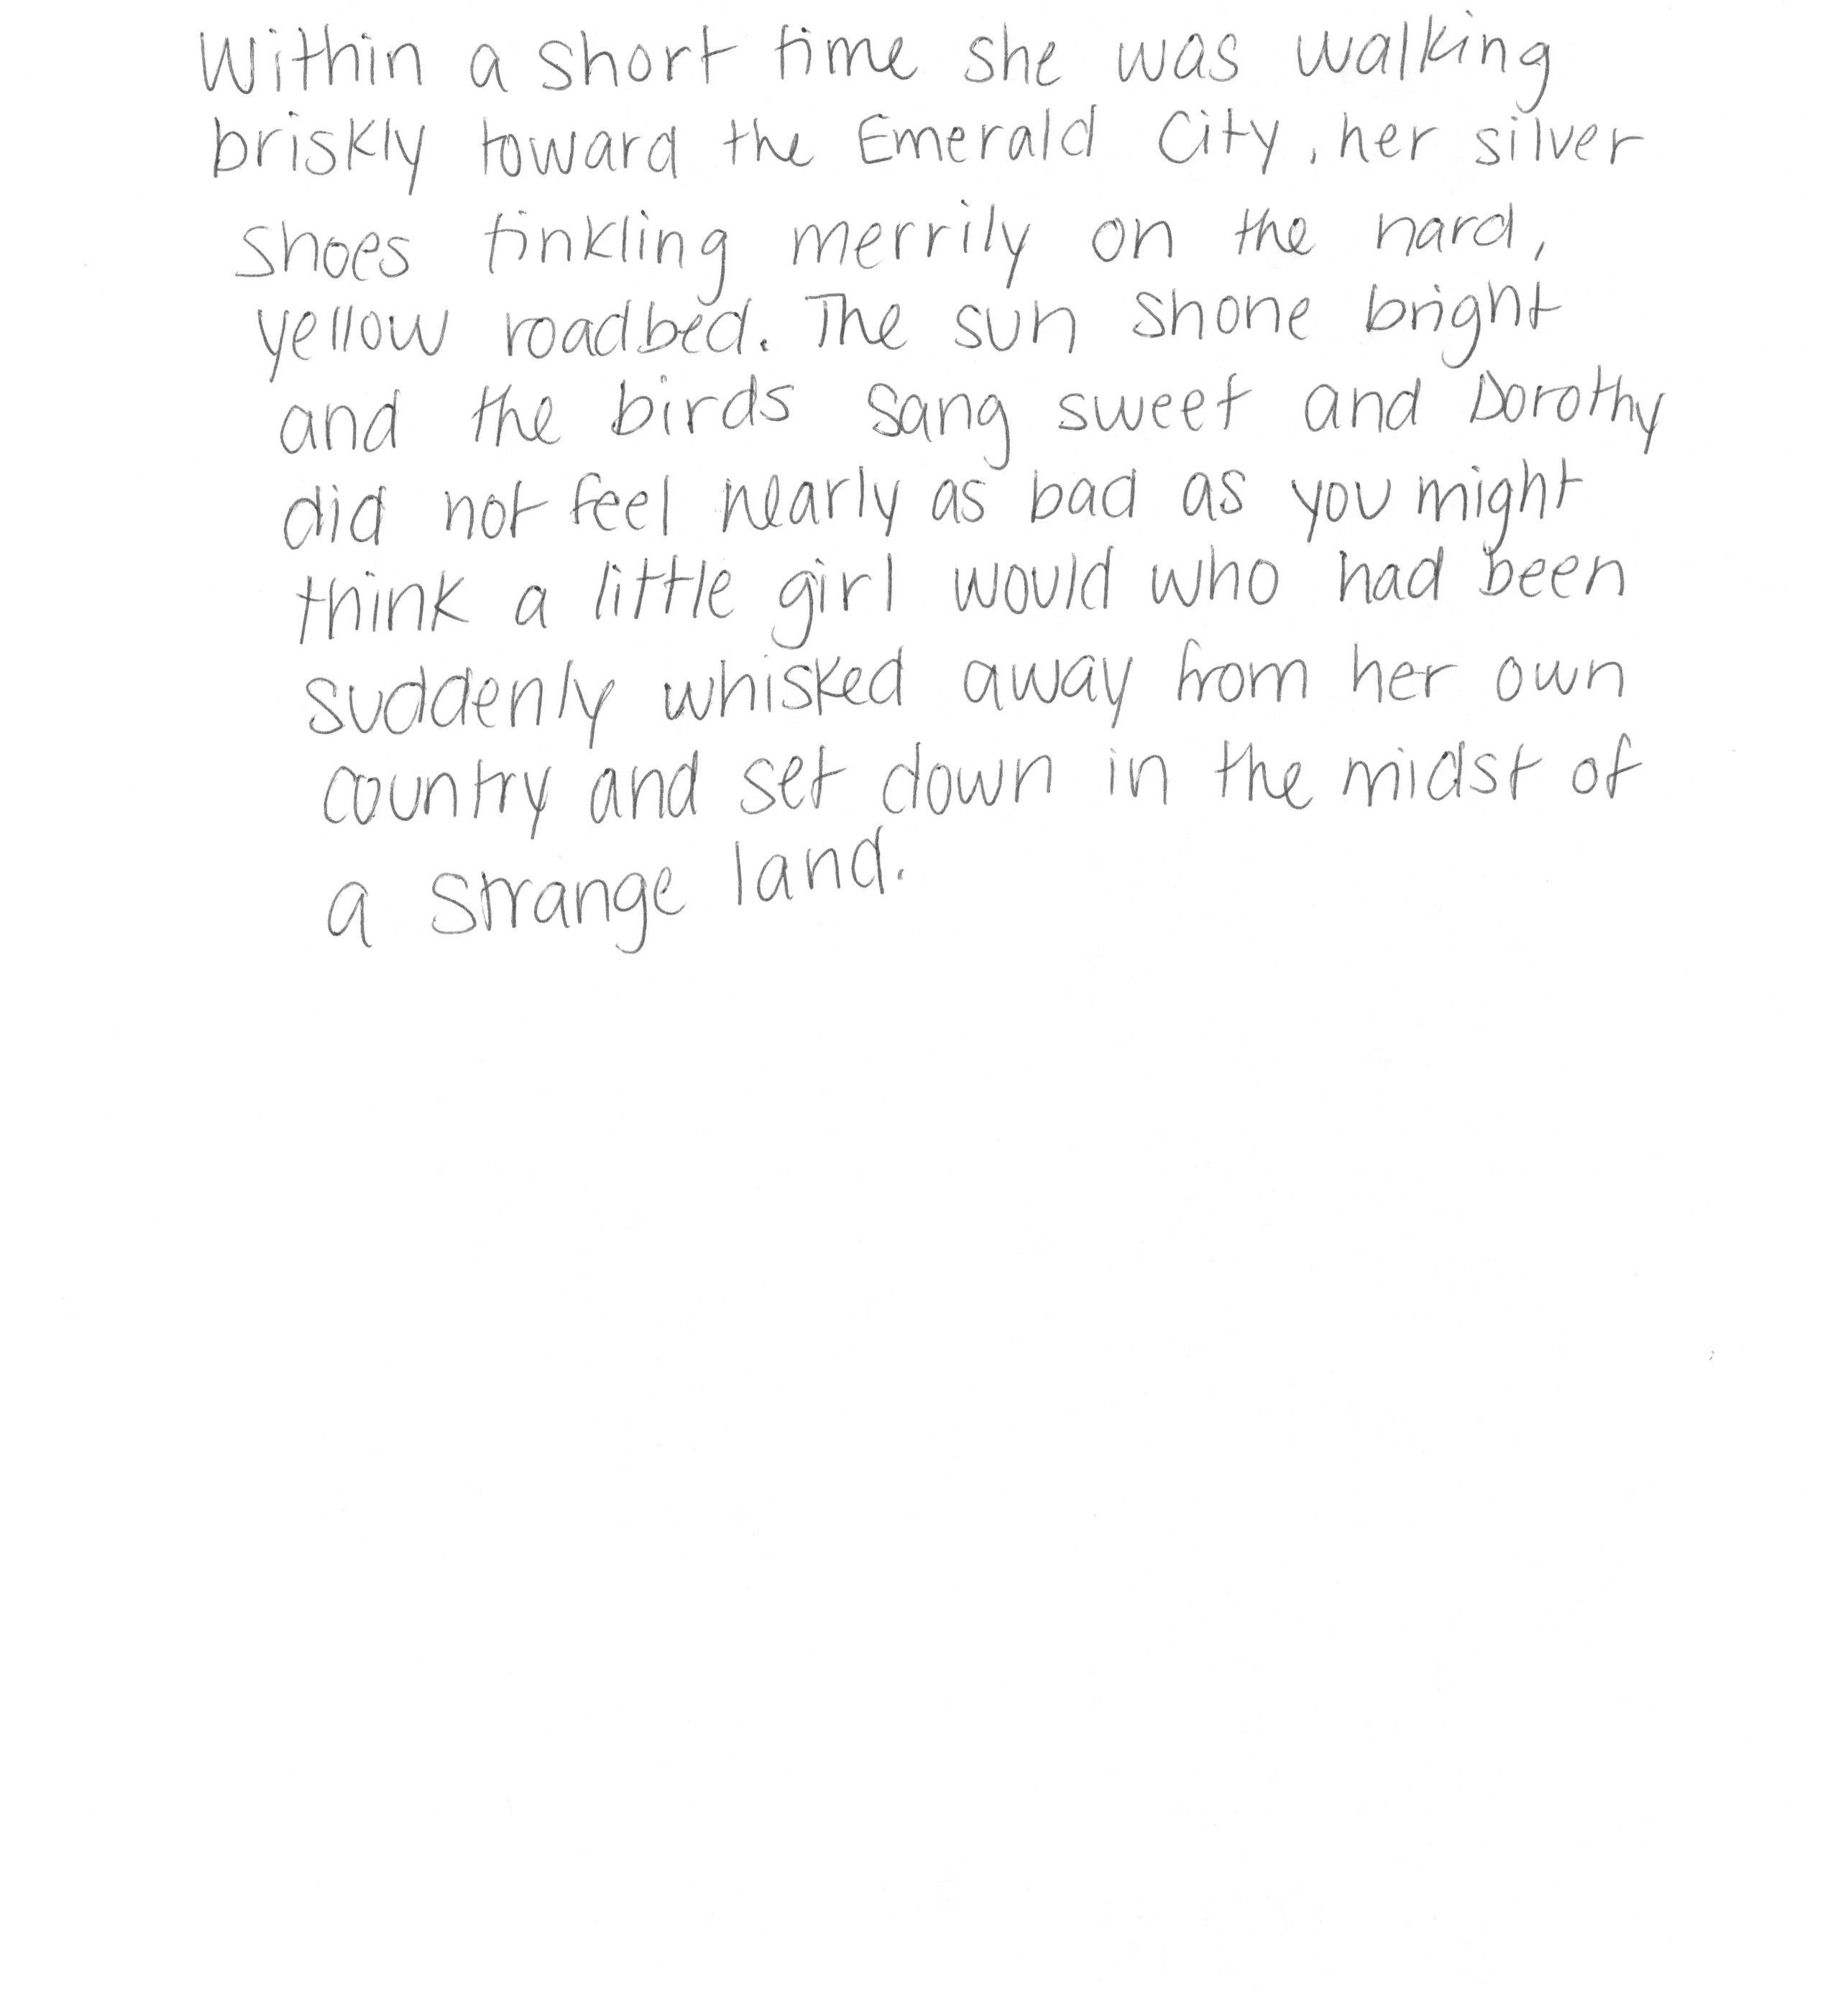 Within a short time she was walking
briskly toward the Emerald City, her silver
shoes tinkling merrily on the hard,
yellow roadbed. The sun shone bright
and the birds sang sweet and Dorothy
did not feel nearly as bad as you might
think a little girl would who had been
suddenly whisked away from her own
country and set down in the midst of
a strange land.